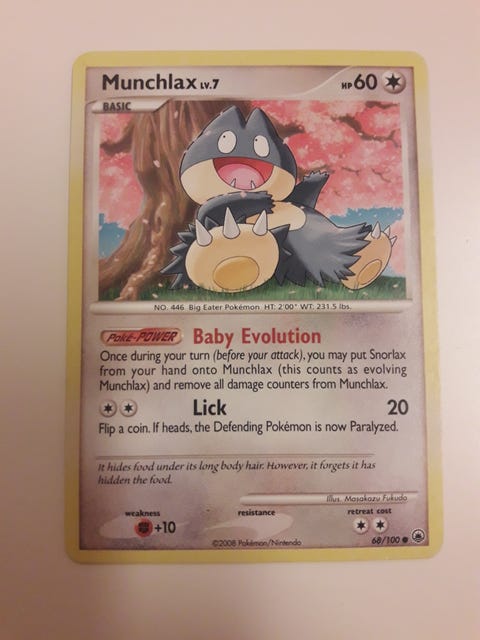 Munchlax LV.7 HP 60
BASIC
NO. 446 Big Eater Pokémon HT: 2'00" WT: 231.5 lbs.
Poké-POWER Baby Evolution
Once during your turn (before your attack), you may put Snorlax
from your hand onto Munchlax (this counts as evolving
Munchlax) and remove all damage counters from Munchlax.
Lick 20
Flip a coin. If heads, the Defending Pokémon is now Paralyzed.
It hides food under its long body hair. However, it forgets it has
hidden the food.
Illus. Masakazu Fukuda
weakness resistance retreat cost
+10
©2008 Pokémon/Nintendo 68/100